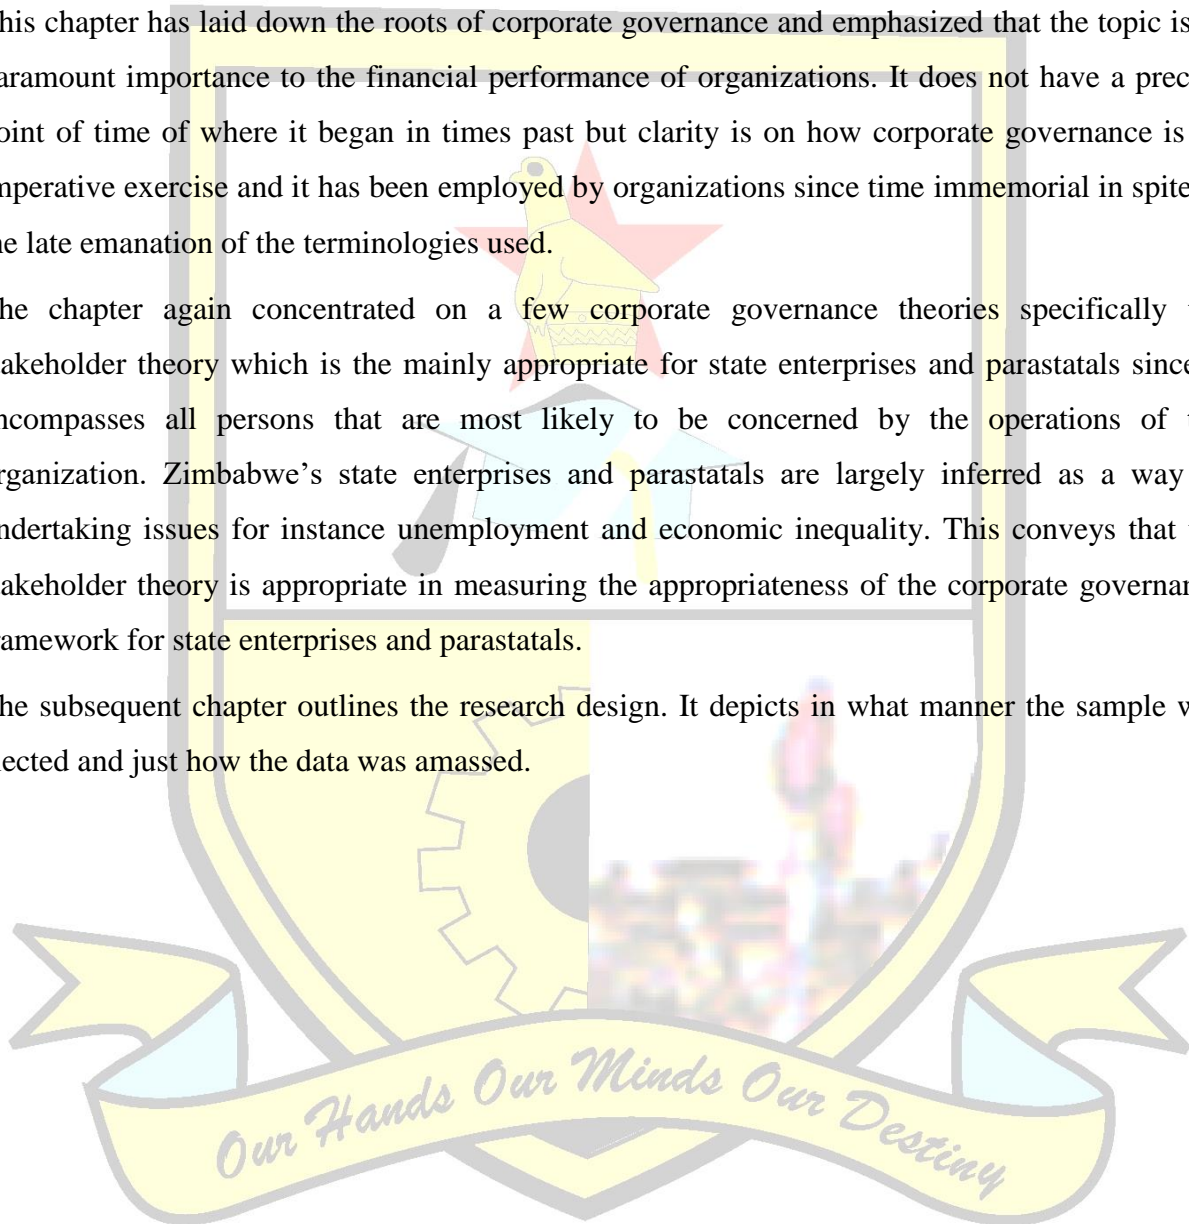 his chapter has laid down the roots of corporate governance and emphasized that the topic is
aramount importance to the financial performance of organizations. It does not have a prec
oint of time of where it began in times past but clarity is on how corporate governance is
mperative exercise and it has been employed by organizations since time immemorial in spite
he late emanation of the terminologies used.
he chapter again concentrated on a few corporate governance theories specifically t
takeholder theory which is the mainly appropriate for state enterprises and parastatals since
ncompasses all persons that are most likely to be concerned by the operations of t
rganization. Zimbabwe's state enterprises and parastatals are largely inferred as a way
ndertaking issues for instance unemployment and economic inequality. This conveys that t
takeholder theory is appropriate in measuring the appropriateness of the corporate governan
ramework for state enterprises and parastatals.
he subsequent chapter outlines the research design. It depicts in what manner the sample w
lected and just how the data was amassed.
Our Hands Our Minds Our Destiny